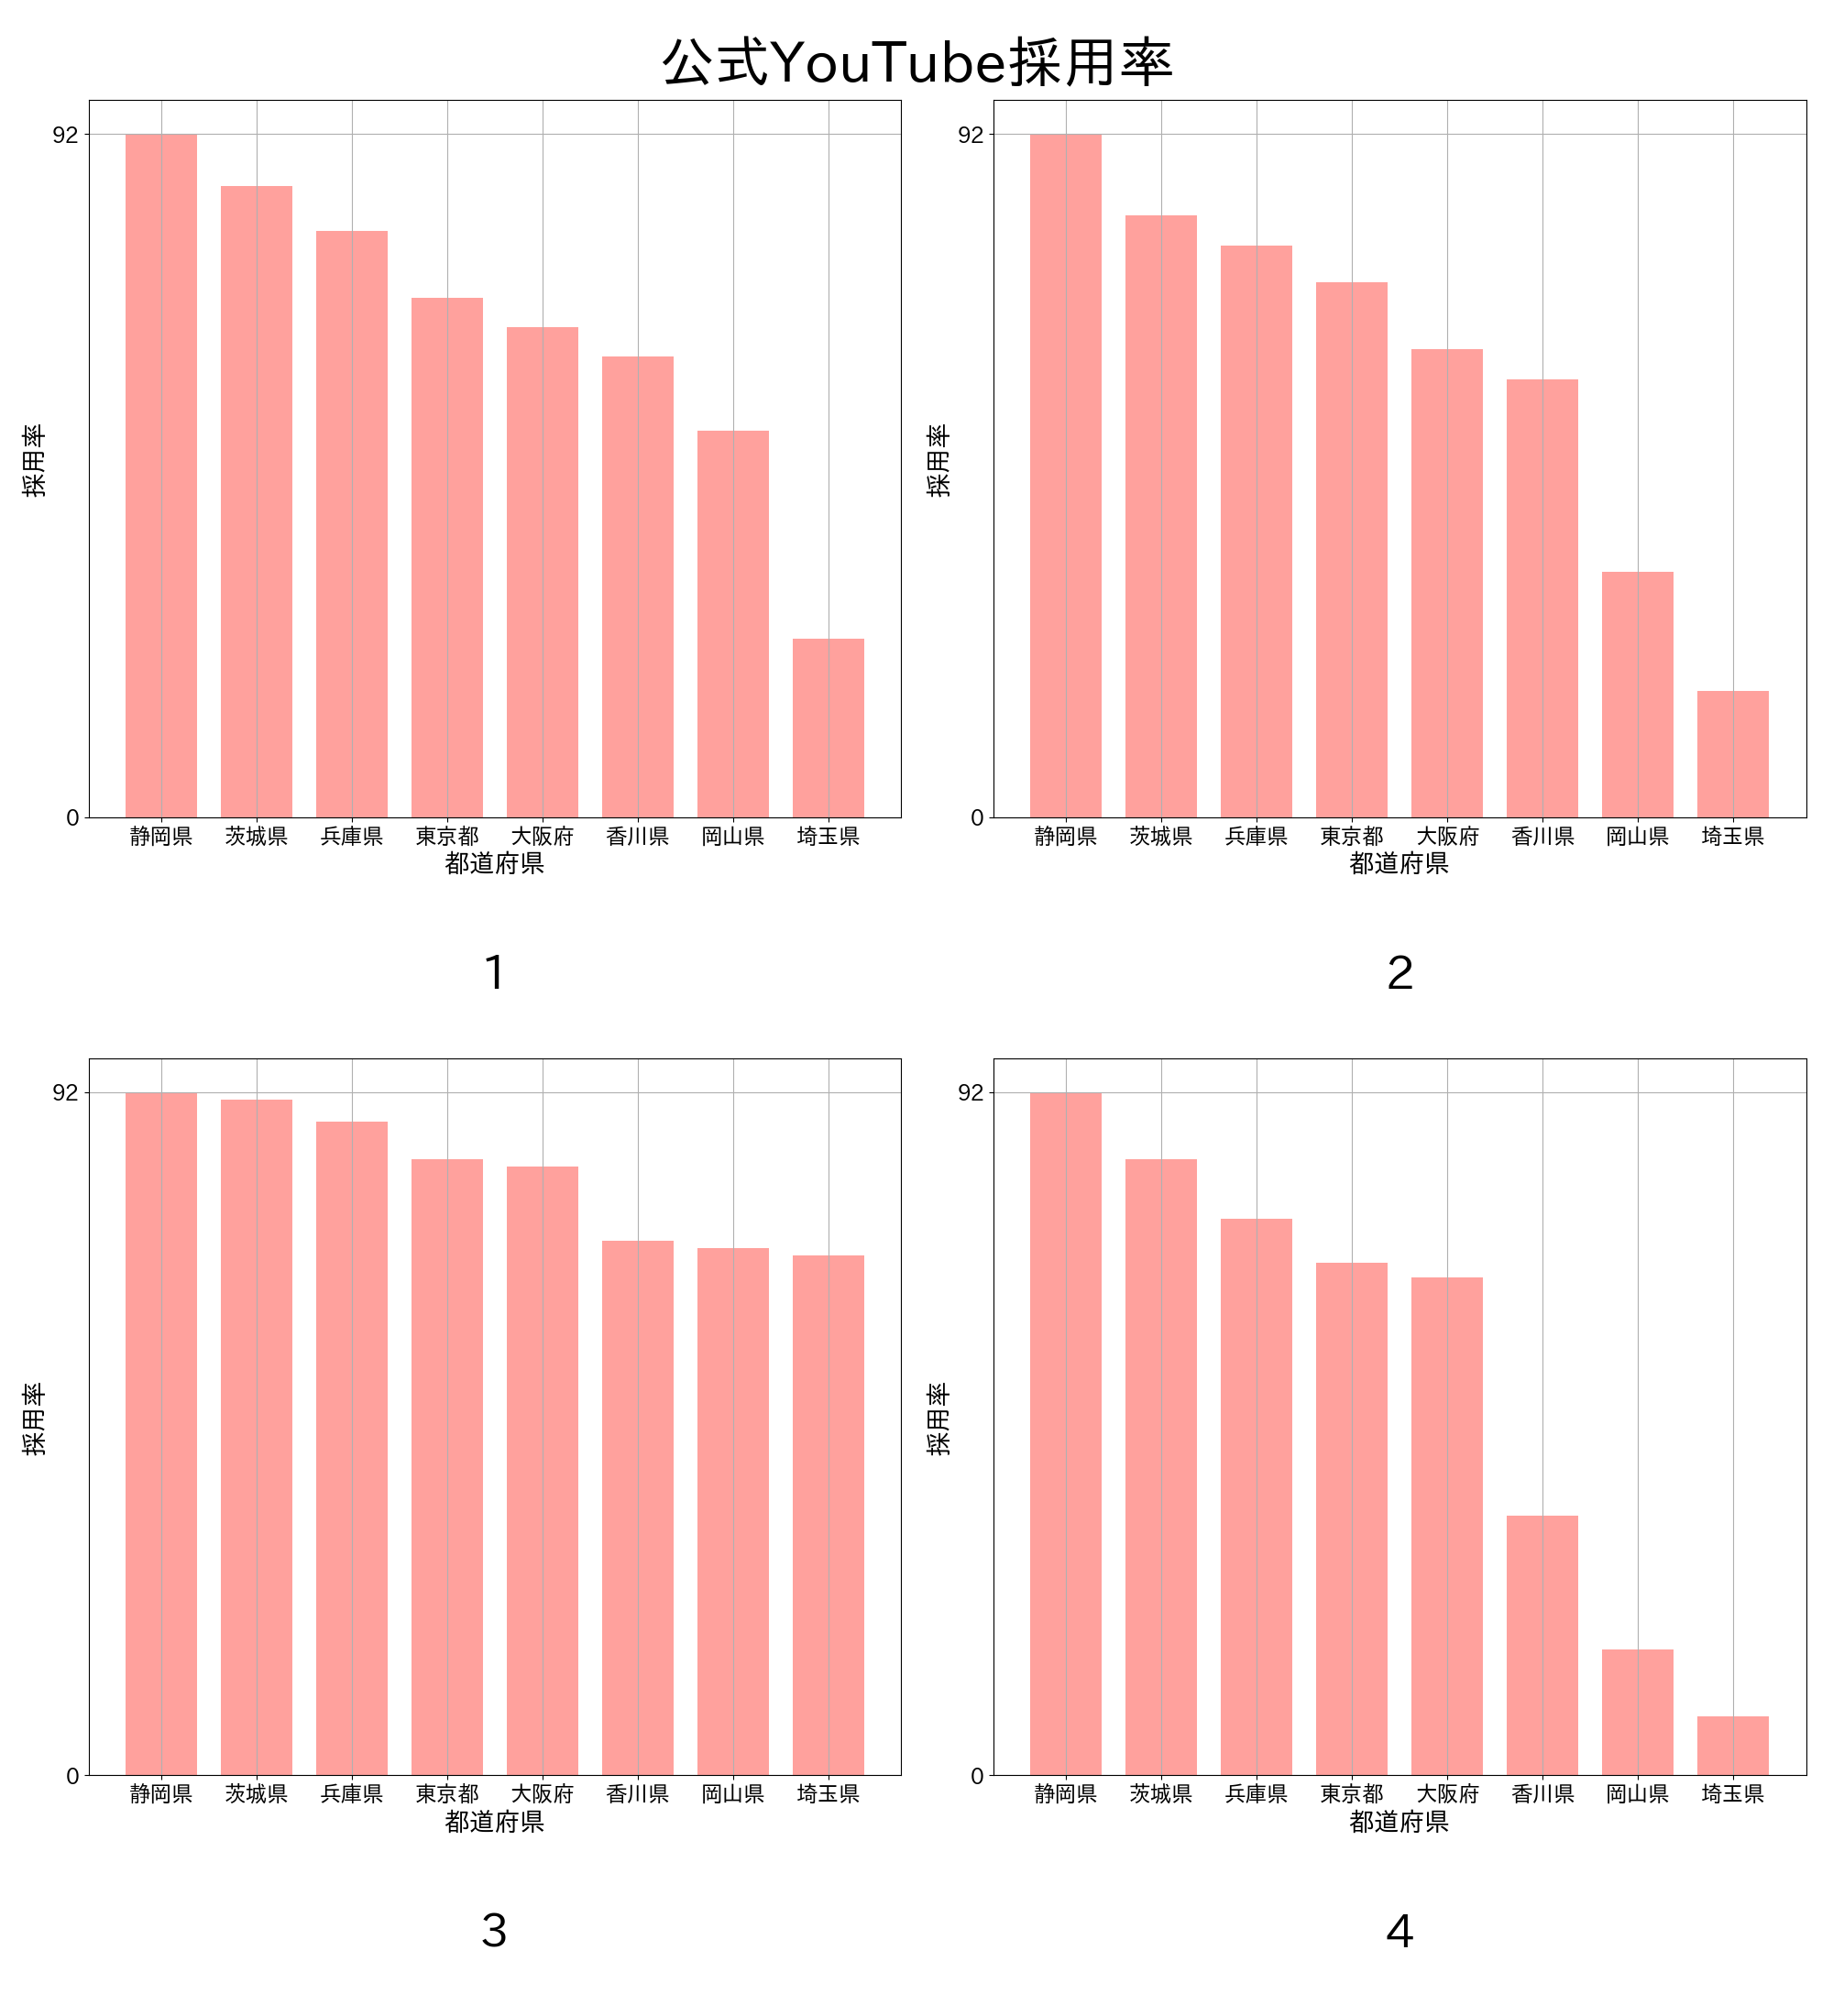 公式YouTube採用率
92
0
採用率
静岡県 茨城県 兵庫県 東京都 大阪府 香川県 岡山県 埼玉県
都道府県
1
92
0
採用率
静岡県 茨城県 兵庫県 東京都 大阪府 香川県 岡山県 埼玉県
都道府県
2
92
0
採用率
静岡県 茨城県 兵庫県 東京都 大阪府 香川県 岡山県 埼玉県
都道府県
3
92
0
採用率
静岡県 茨城県 兵庫県 東京都 大阪府 香川県 岡山県 埼玉県
都道府県
4